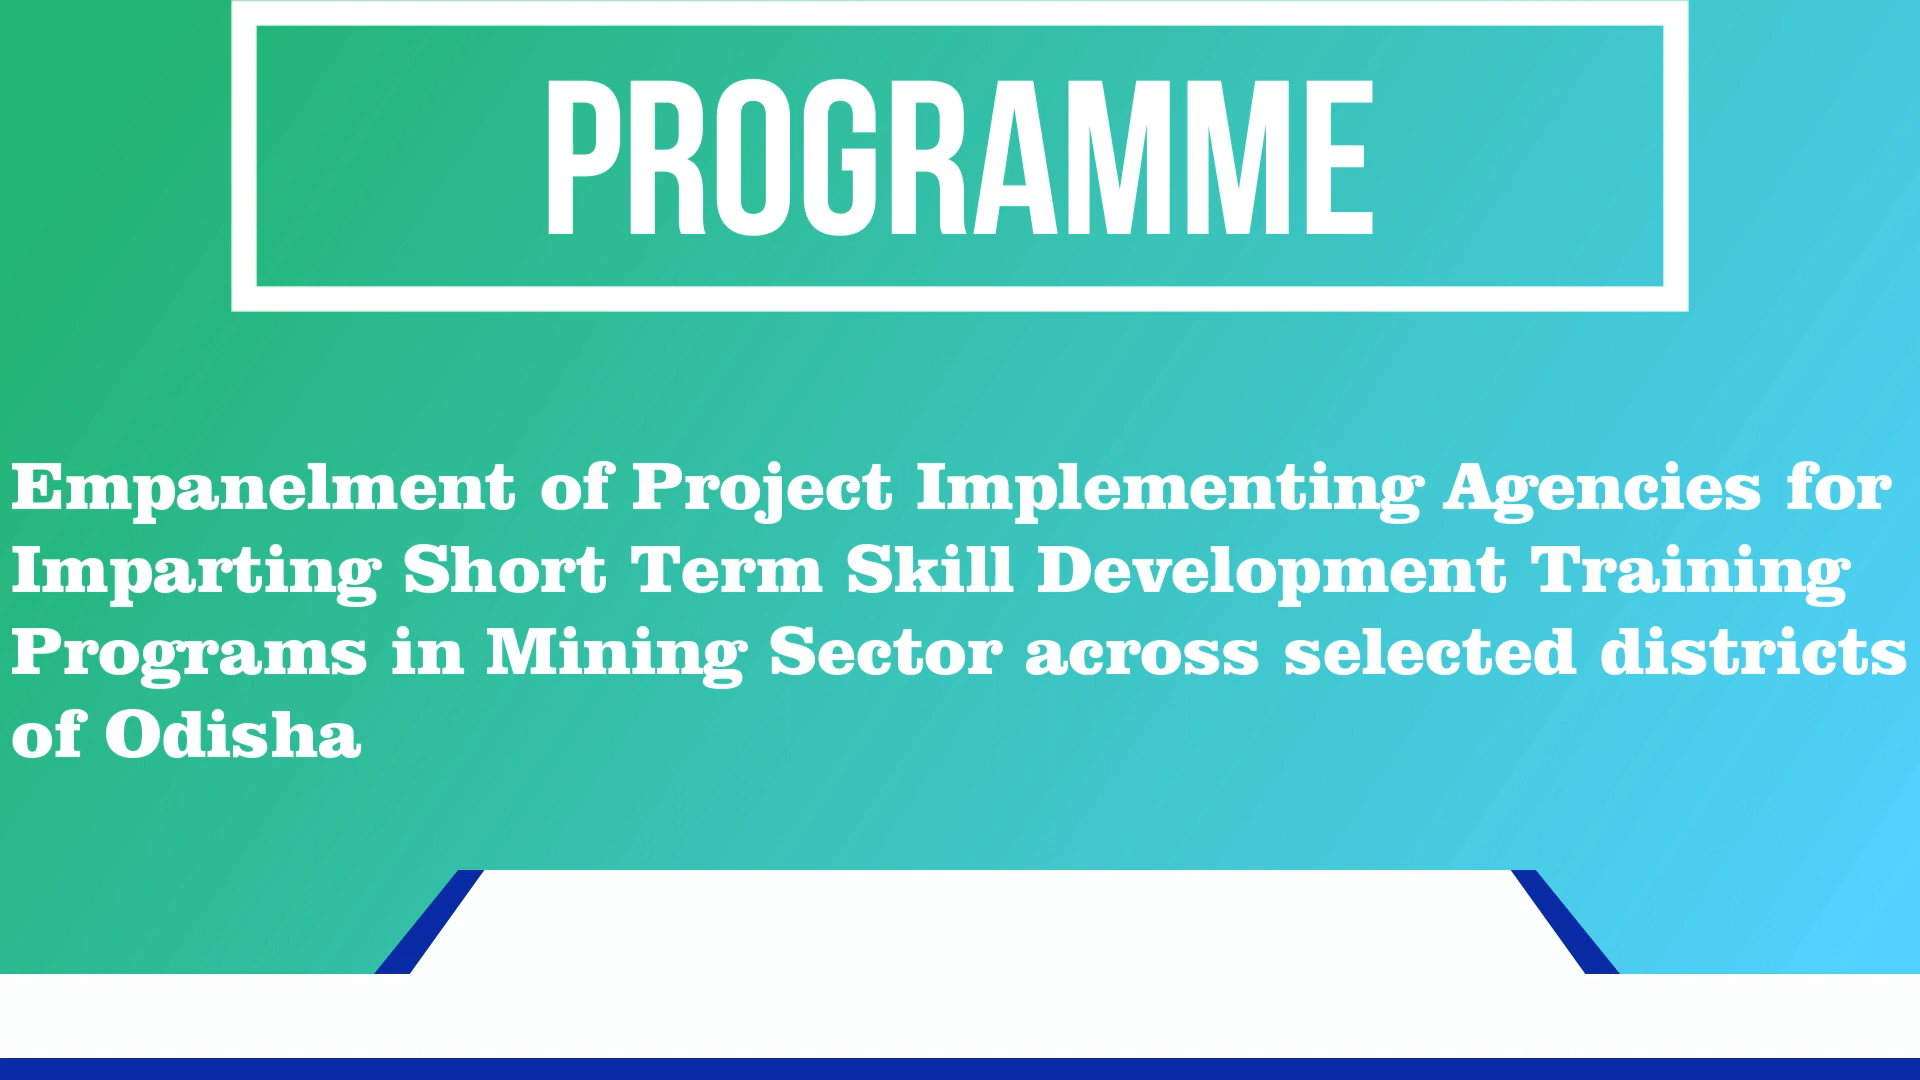 PROGRAMME
Empanelment of Project Implementing Agencies for
Imparting Short Term Skill Development Training
Programs in Mining Sector across selected districts
of Odisha